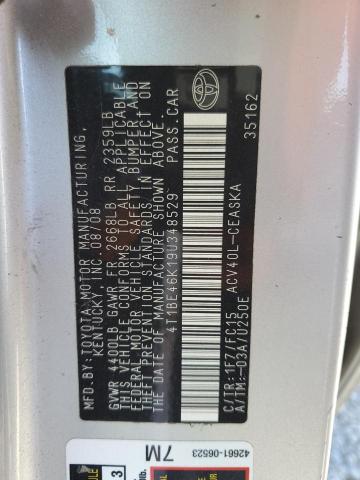 MFD.BY:TOYOTA MOTOR MANUFACTURING,
KENTUCKY, INC. 08/08
GVWR 4400LB GAWR FR 2668LB RR 2359LB
THIS VEHICLE CONFORMS TO ALL APPLICABLE
FEDERAL MOTOR VEHICLE SAFETY, BUMPER AND
THEFT PREVENTION STANDARDS IN EFFECT ON
THE DATE OF MANUFACTURE SHOWN ABOVE.
4T1BE46K19U348529 PASS.CAR
ACV40L-CEASKA
C/TR:1F7/FC15
A/TM:-03A/U250E 35162
42661-06523
7M